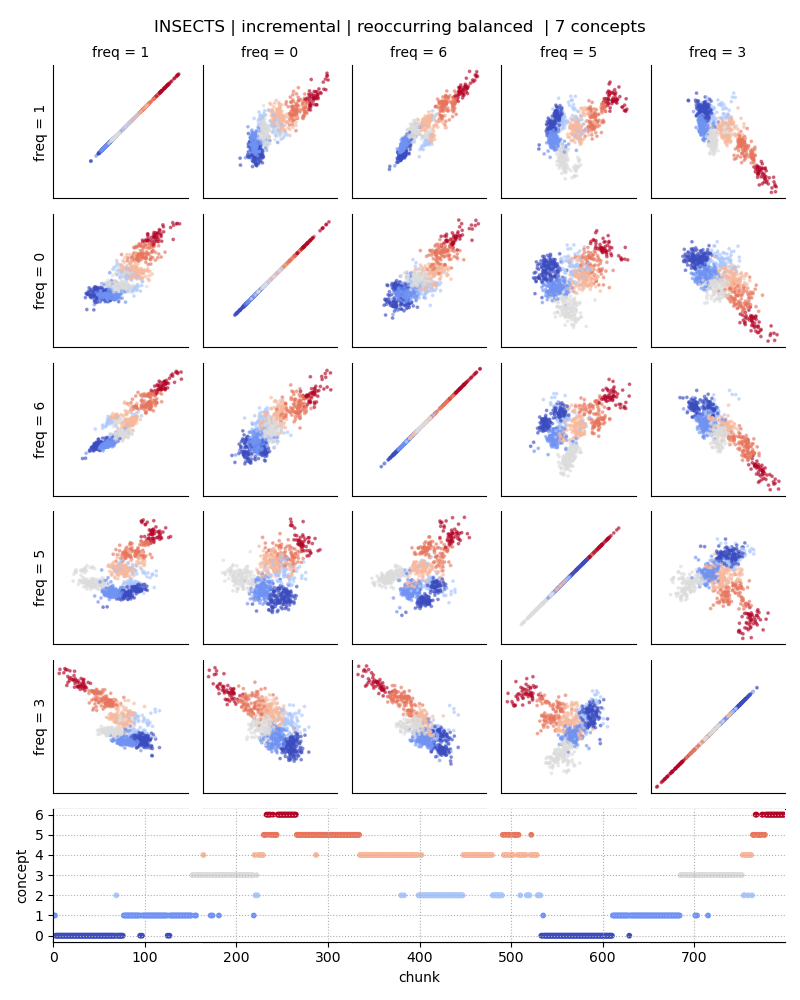 INSECTS | incremental | reoccurring balanced | 7 concepts
freq = 1 freq = 0 freq = 6 freq = 5 freq = 3
freq = 1
freq = 0
freq = 6
freq = 5
freq = 3
concept
6
5
4
3
2
1
0
0 100 200 300 400 500 600 700
chunk